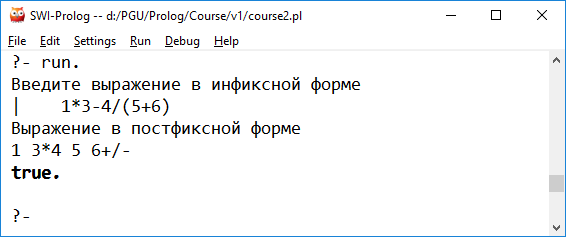 SWI-Prolog -- d:/PGU/Prolog/Course/v1/course2.pl
File Edit Settings Run Debug Help
?- run.
Введите выражение в инфиксной форме
|    1*3-4/(5+6)
Выражение в постфиксной форме
1 3*4 5 6+/-
true.
?-